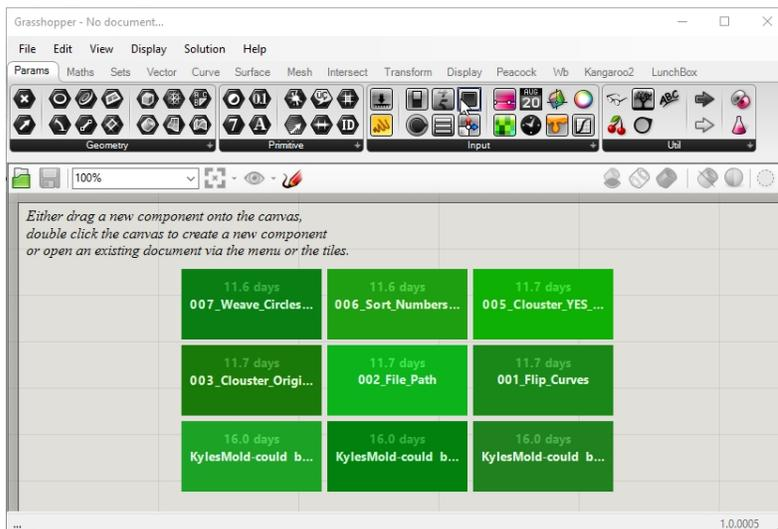 Grasshopper - No document...
File Edit View Display Solution Help
Params Maths Sets Vector Curve Surface Mesh Intersect Transform Display Peacock Wb Kangaroo2 LunchBox
Geometry + Primitive + Input + Util +
100%
Either drag a new component onto the canvas,
double click the canvas to create a new component
or open an existing document via the menu or the tiles.
11.6 days 11.6 days 11.7 days
007_Weave_Circles... 006_Sort_Numbers... 005_Clouster_YES_...
11.7 days 11.7 days 11.7 days
003_Clouster_Origi... 002_File_Path 001_Flip_Curves
16.0 days 16.0 days 16.0 days
KylesMold-could b... KylesMold-could b... KylesMold-could b...
... 1.0.0005